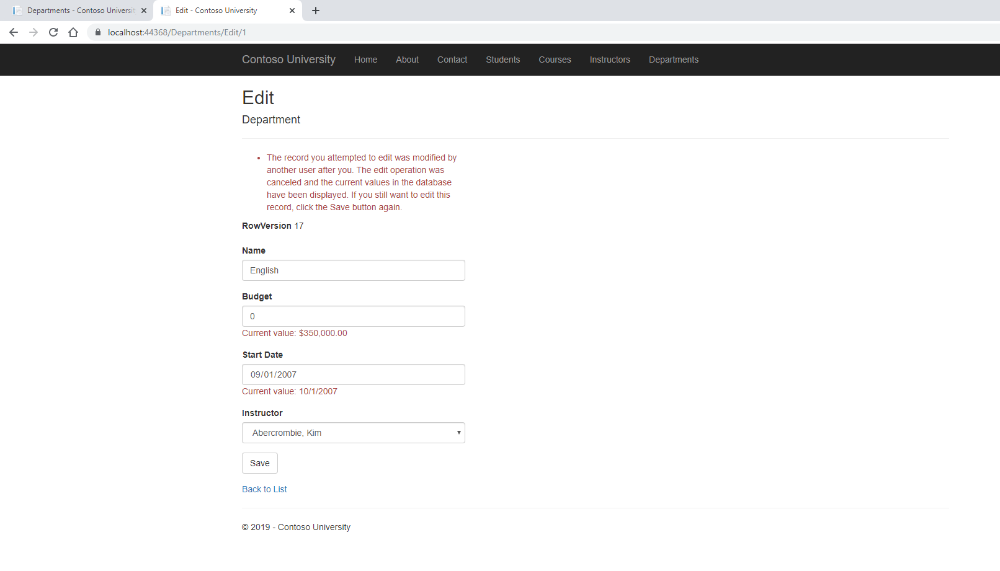 Departments - Contoso Universit
Edit - Contoso University
localhost:44368/Departments/Edit/1
Contoso University Home About Contact Students Courses Instructors Departments
Edit
Department
The record you attempted to edit was modified by
another user after you. The edit operation was
canceled and the current values in the database
have been displayed. If you still want to edit this
record, click the Save button again.
RowVersion 17
Name
English
Budget
0
Current value: $350,000.00
Start Date
09/01/2007
Current value: 10/1/2007
Instructor
Abercrombie, Kim
Save
Back to List
© 2019 - Contoso University